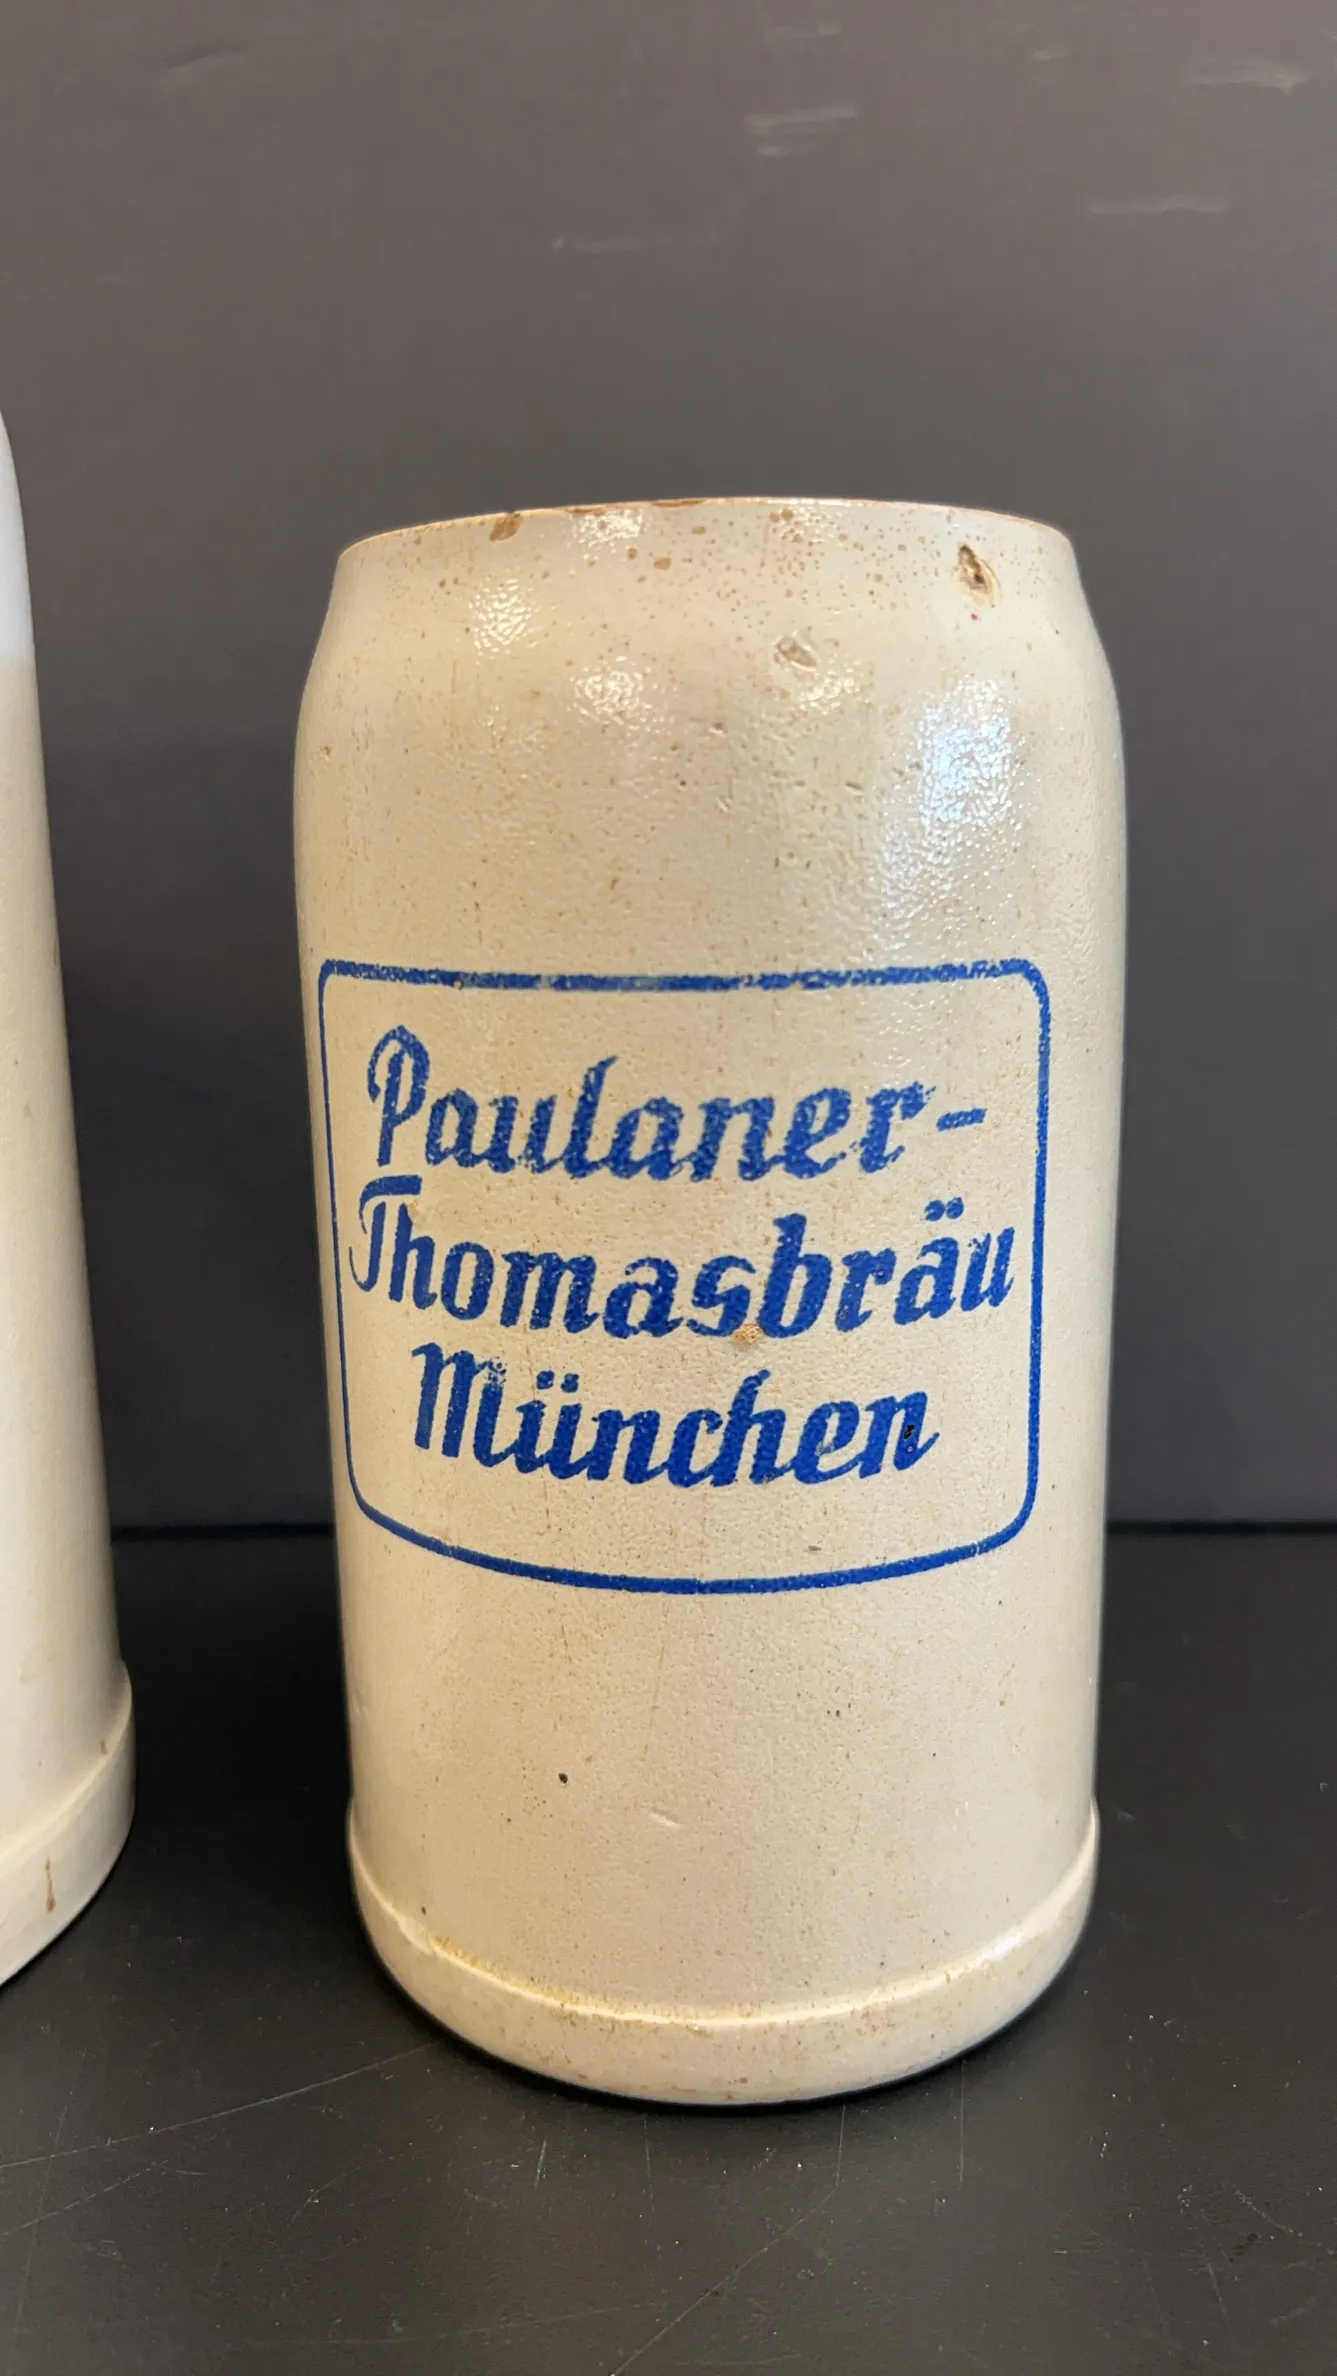 Paulaner-
Thomasbräu
München